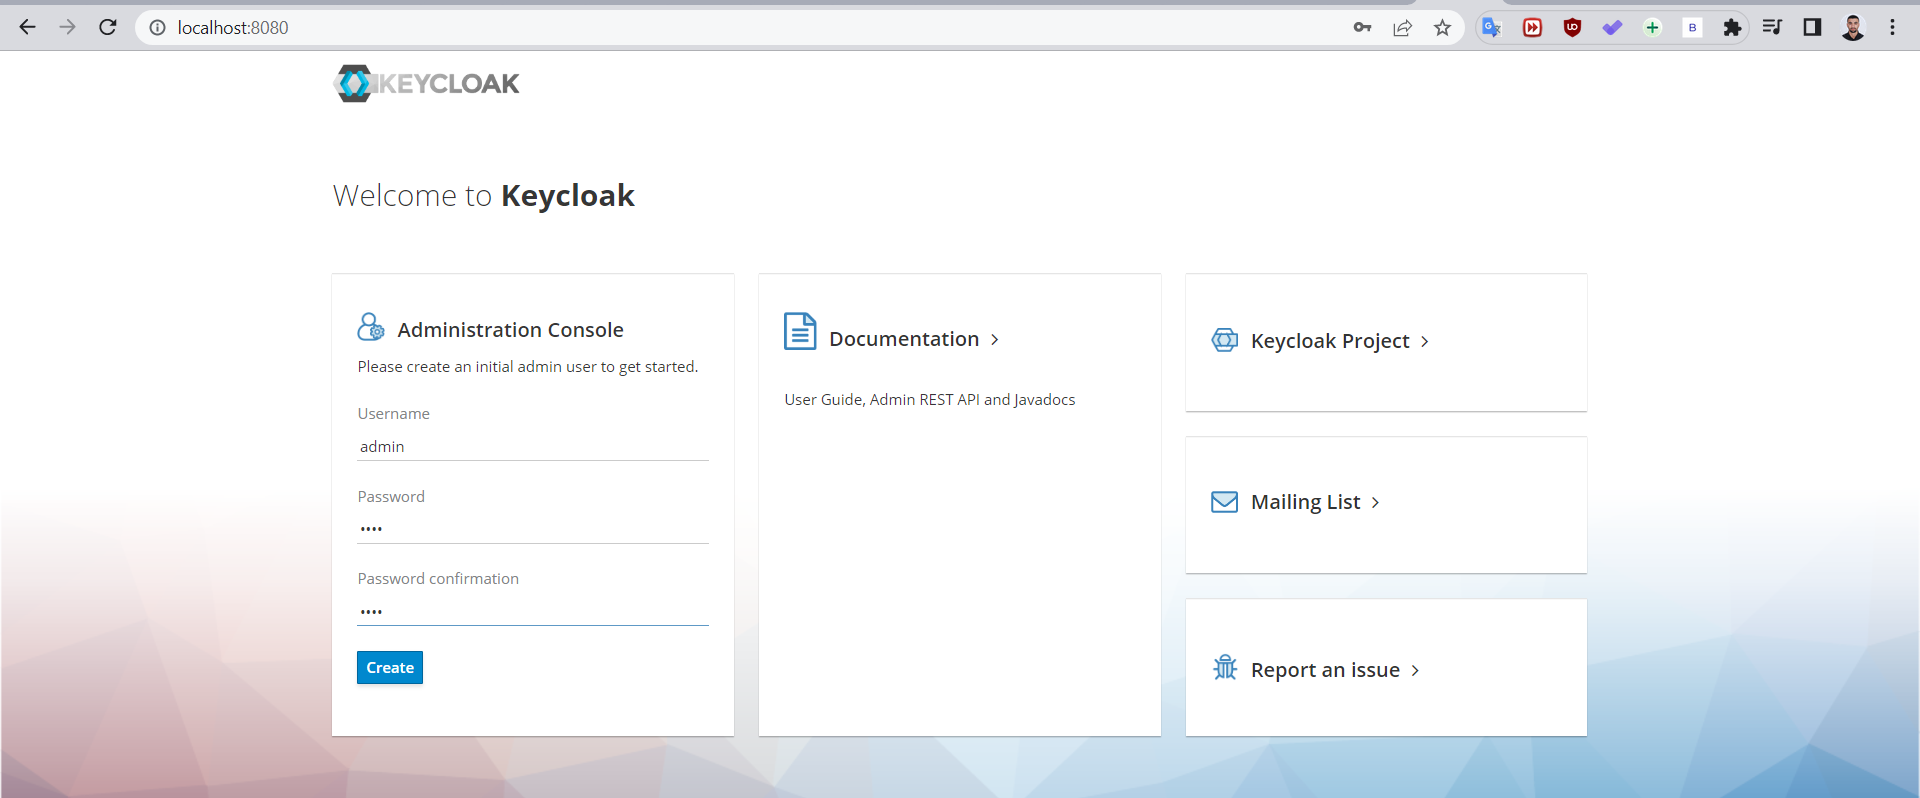 localhost:8080
KEYCLOAK
Welcome to Keycloak
Administration Console
Please create an initial admin user to get started.
Username
admin
Password
••••
Password confirmation
••••
Create
Documentation
User Guide, Admin REST API and Javadocs
Keycloak Project
Mailing List
Report an issue